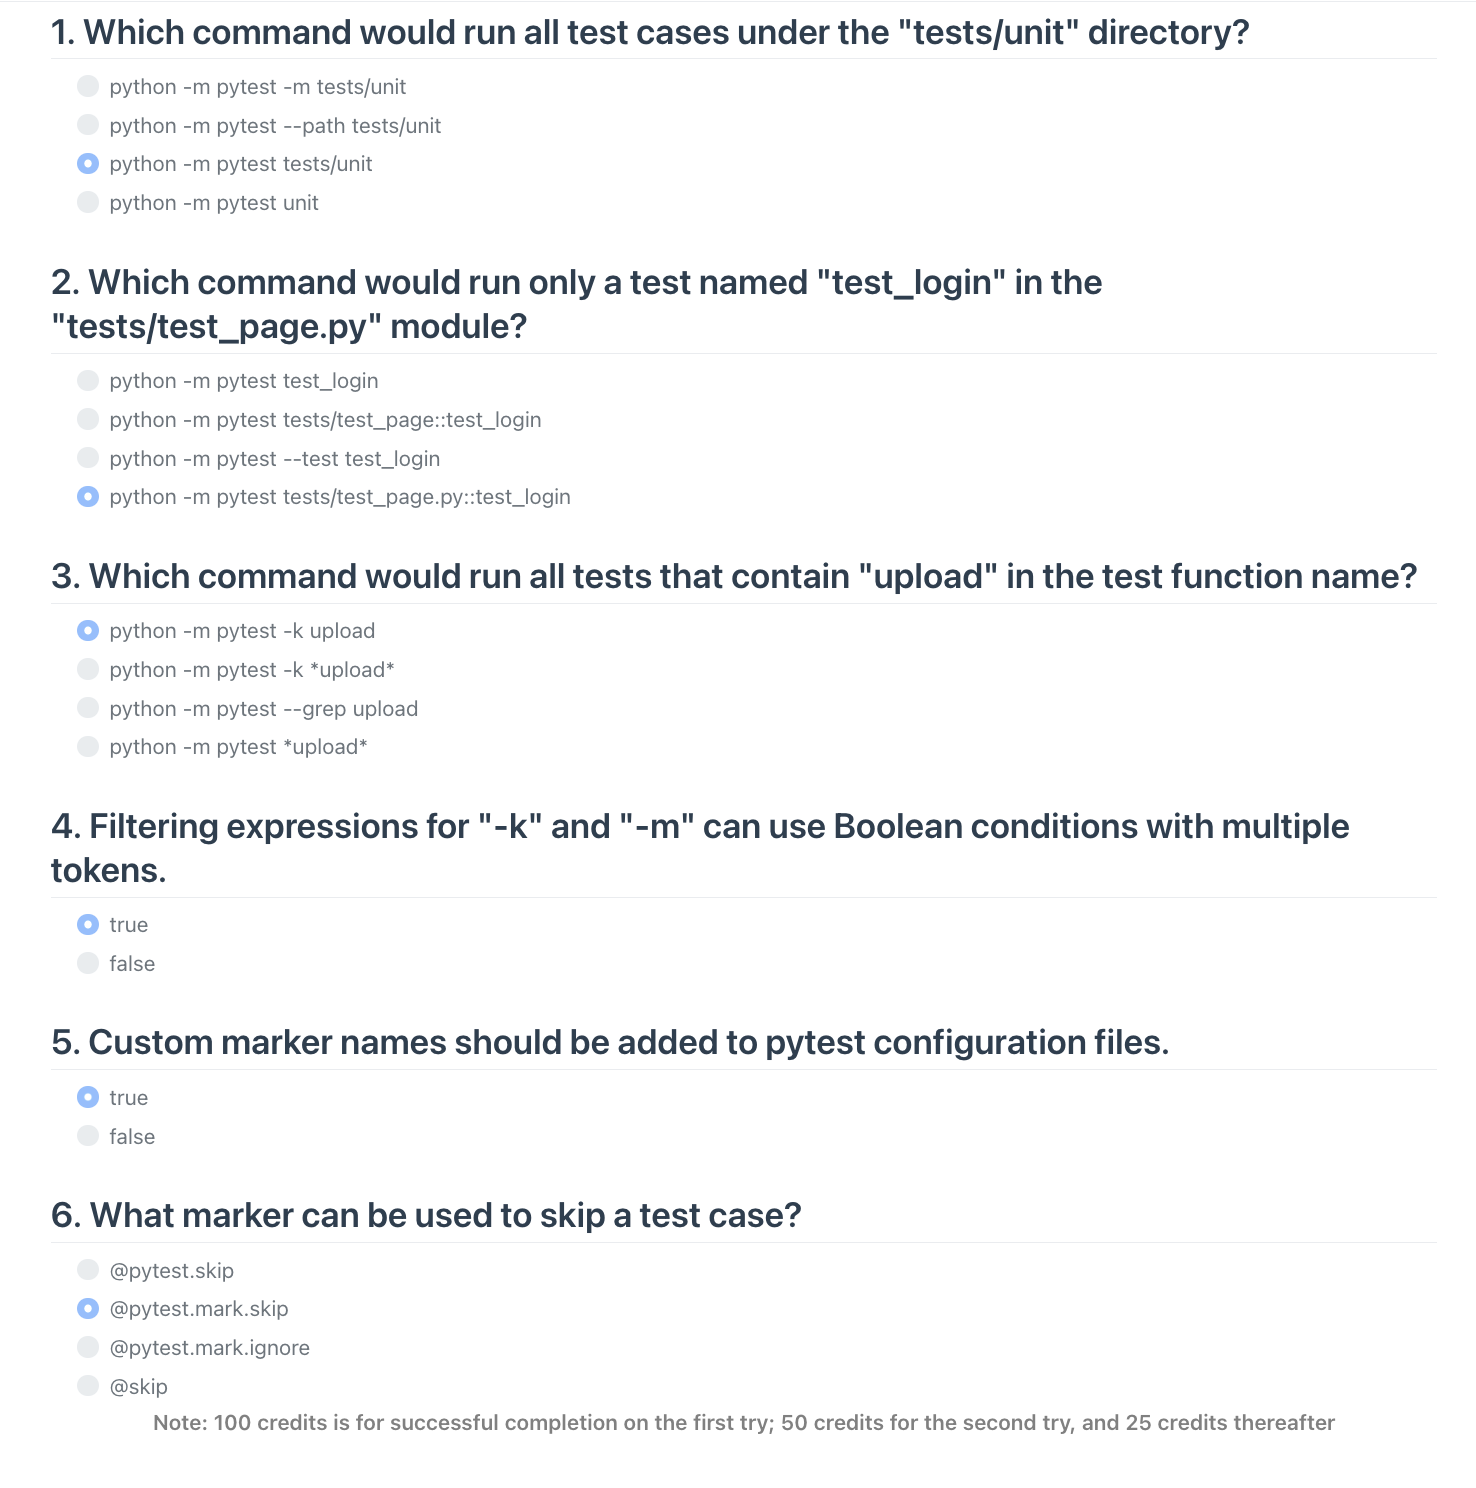 1. Which command would run all test cases under the "tests/unit" directory?
python -m pytest -m tests/unit
python -m pytest --path tests/unit
python -m pytest tests/unit
python -m pytest unit
2. Which command would run only a test named "test_login" in the
"tests/test_page.py" module?
python -m pytest test_login
python -m pytest tests/test_page::test_login
python -m pytest --test test_login
python -m pytest tests/test_page.py::test_login
3. Which command would run all tests that contain "upload" in the test function name?
python -m pytest -k upload
python -m pytest -k *upload*
python -m pytest --grep upload
python -m pytest *upload*
4. Filtering expressions for "-k" and "-m" can use Boolean conditions with multiple
tokens.
true
false
5. Custom marker names should be added to pytest configuration files.
true
false
6. What marker can be used to skip a test case?
@pytest.skip
@pytest.mark.skip
@pytest.mark.ignore
@skip
Note: 100 credits is for successful completion on the first try; 50 credits for the second try, and 25 credits thereafter